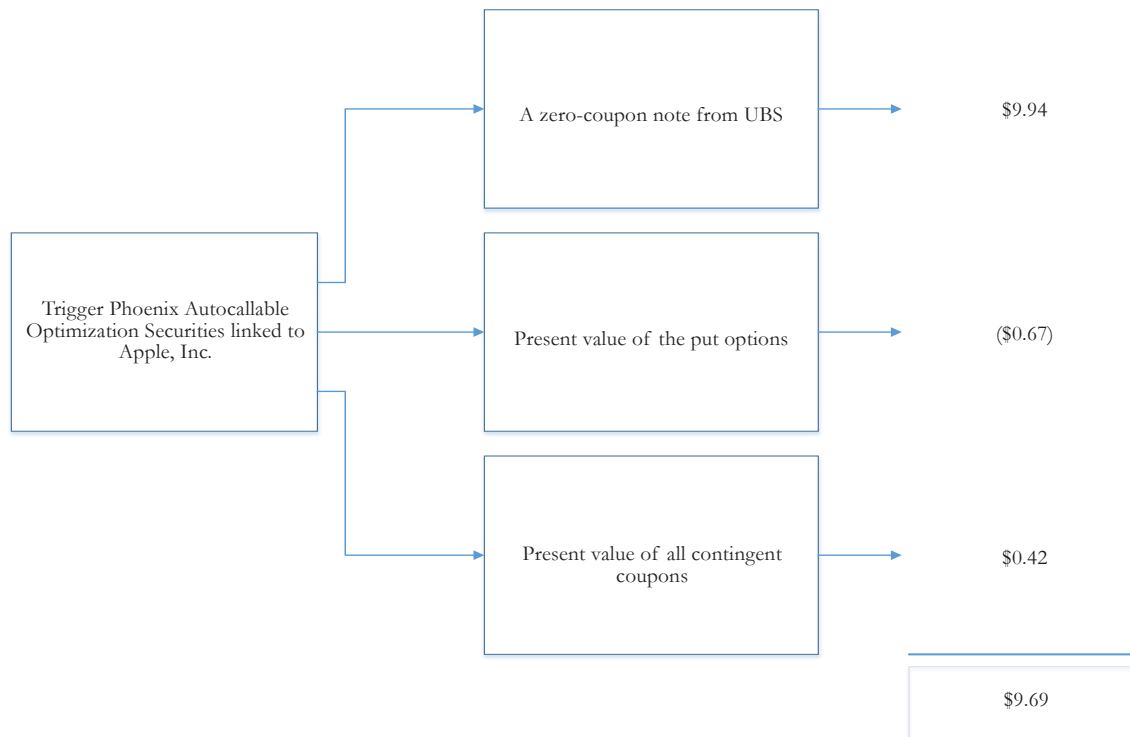 A zero-coupon note from UBS
$9.94
Trigger Phoenix Autocallable
Optimization Securities linked to
Apple, Inc.
Present value of the put options
($0.67)
Present value of all contingent
coupons
$0.42
$9.69